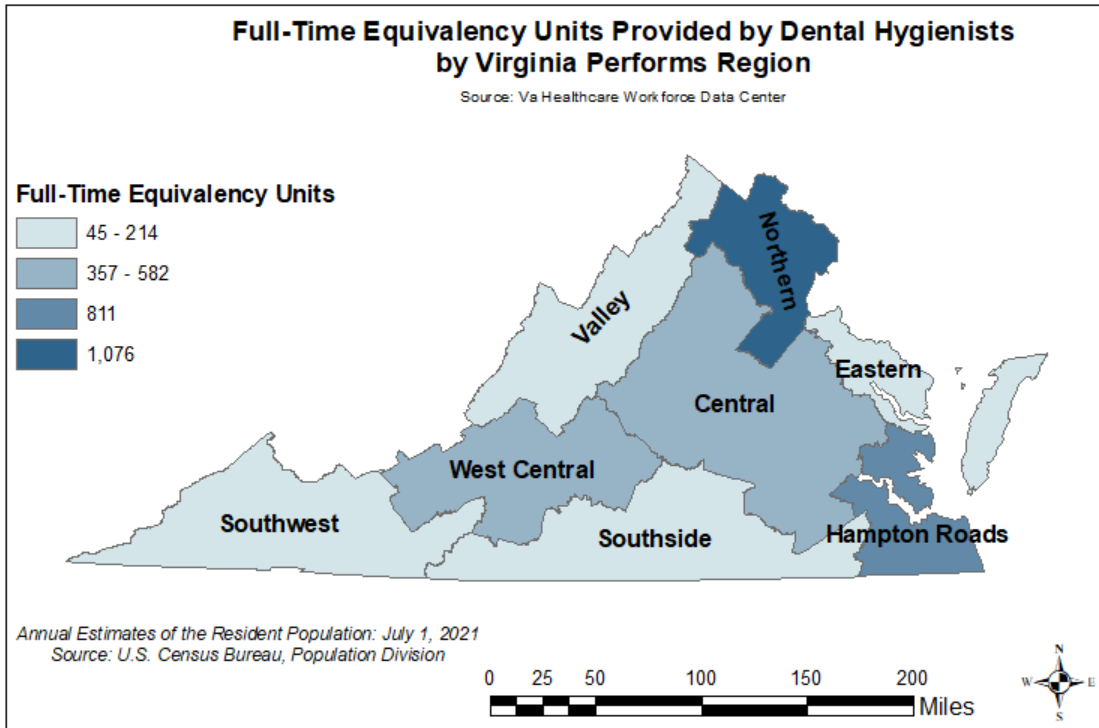 Full-Time Equivalency Units Provided by Dental Hygienists
by Virginia Performs Region
Source: Va Healthcare Workforce Data Center
Full-Time Equivalency Units
45 - 214
357 - 582
811
1,076
Northern
Valley
Eastern
Central
West Central
Southwest
Southside
Hampton Roads
Annual Estimates of the Resident Population: July 1, 2021
Source: U.S. Census Bureau, Population Division
0 25 50 100 150 200
Miles
N
W E
S